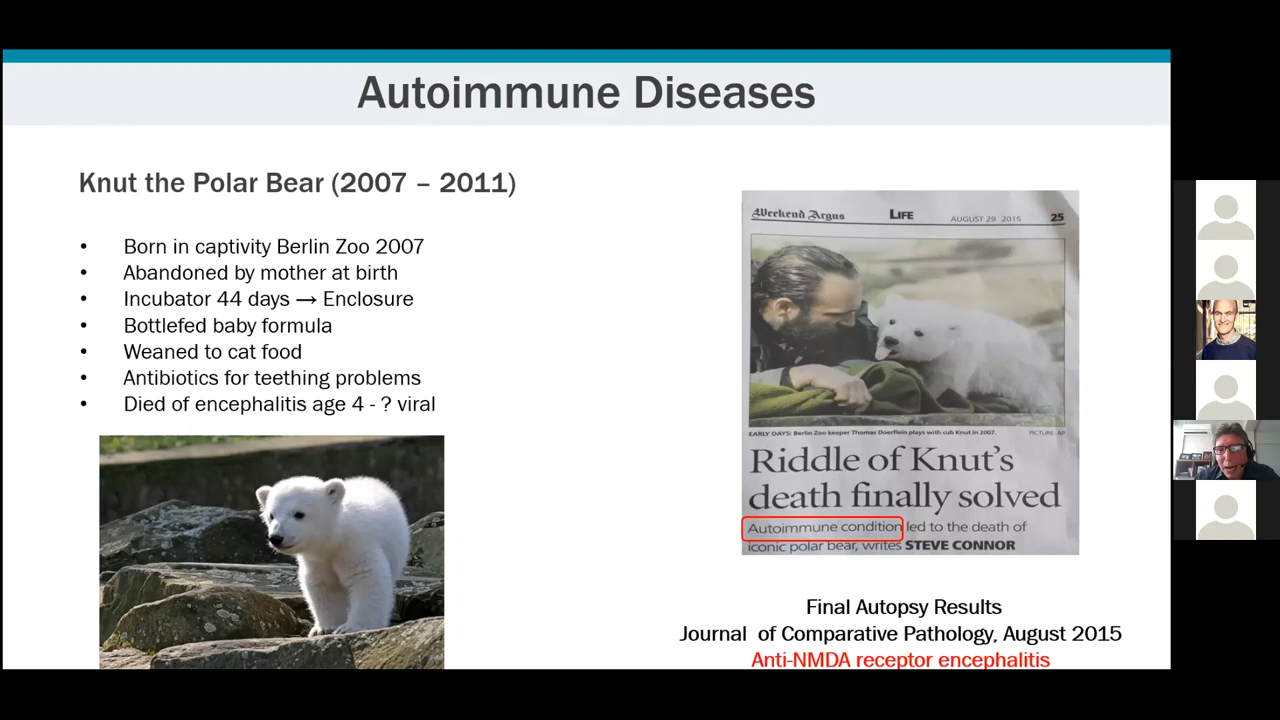 Autoimmune Diseases
Knut the Polar Bear (2007 – 2011)
• Born in captivity Berlin Zoo 2007
• Abandoned by mother at birth
• Incubator 44 days → Enclosure
• Bottlefed baby formula
• Weaned to cat food
• Antibiotics for teething problems
• Died of encephalitis age 4 - ? viral
Weekend Argus LIFE AUGUST 29 2015 25
EARLY DAYS: Berlin Zoo keeper Thomas Doerflein plays with cub Knut in 2007. PICTURE: AP
Riddle of Knut's
death finally solved
Autoimmune condition led to the death of
iconic polar bear, writes STEVE CONNOR
Final Autopsy Results
Journal of Comparative Pathology, August 2015
Anti-NMDA receptor encephalitis